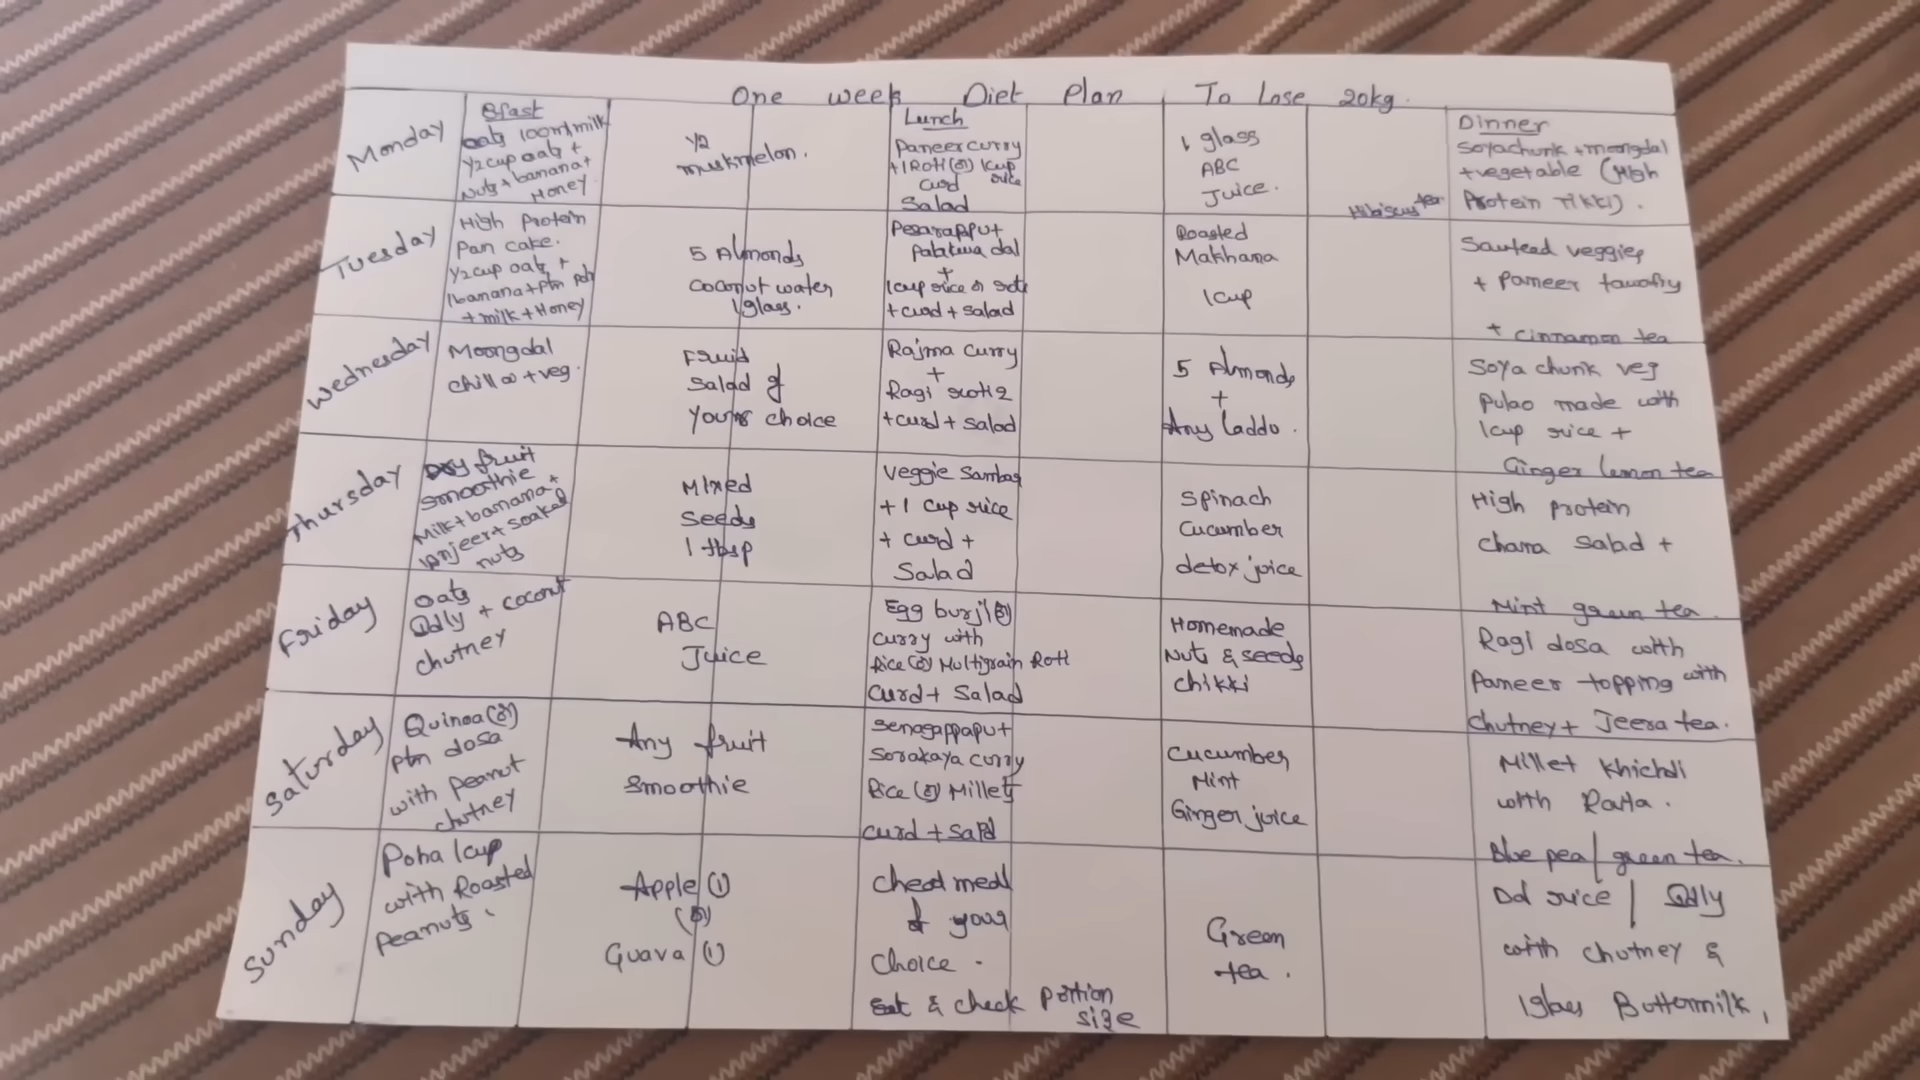 One week Diet Plan To Lose 20kg.
Monday
Bfast
oats 100ml milk
1/2 cup oats +
Nuts + banana +
Honey
1/2
muskmelon.
Lunch
Paneer curry
+ 1 Roti (or) 1cup
curd rice
Salad
1 glass
ABC
Juice.
Hibiscus tea
Dinner
Soyachunk + moongdal
+ vegetable (High
Protein Tikki).
Tuesday
High Protein
Pan cake.
1/2 cup oats +
1 banana + ptn pdr
+ milk + Honey
5 Almonds
coconut water
1 glass.
Pesarappu +
Palakura dal
+
1cup rice or roti
+ curd + salad
Roasted
Makhana
1cup
Sauteed veggies
+ Paneer tawafry
+ cinnamon tea
Wednesday
Moongdal
chilla + veg.
Fruit
Salad of
your choice
Rajma curry
+
Ragi roti 2
+ curd + salad
5 Almonds
+
Any laddo.
Soya chunk veg
pulao made with
1cup rice +
Ginger lemon tea
Thursday
Dry fruit
smoothie
Milk + banana +
anjeer + soaked
nuts
Mixed
seeds
1 tbsp
veggie Sambar
+ 1 cup rice
+ curd +
Salad
Spinach
cucumber
detox juice
High protein
chana salad +
Mint green tea.
Friday
oats
Idly + coconut
chutney
ABC
Juice
Egg burji (or)
curry with
Rice (or) Multigrain Roti
curd + Salad
Homemade
Nuts & seeds
chikki
Ragi dosa with
Paneer topping with
chutney + Jeera tea.
Saturday
Quinoa (or)
ptn dosa
with peanut
chutney
Any fruit
smoothie
Senagappapu +
Sorakaya curry
Rice (or) Millets
curd + Salad
Cucumber
Mint
Ginger juice
Millet khichdi
with Raita.
Blue pea / green tea.
Sunday
Poha 1cup
with Roasted
Peanuts.
Apple (1)
(or)
Guava (1)
cheat meal
of your
choice.
Eat & check portion
size
Green
tea.
Dal rice / Idly
with chutney &
1glass Buttermilk,